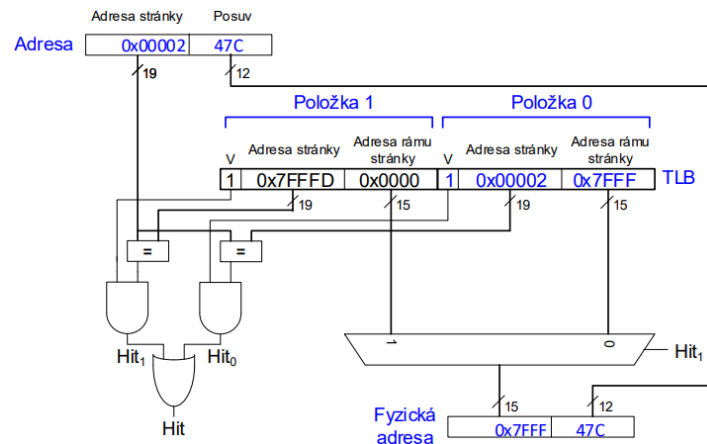 Adresa stránky Posuv
Adresa 0x00002 47C
19 12
Položka 1 Položka 0
V Adresa stránky Adresa rámu stránky V Adresa stránky Adresa rámu stránky
1 0x7FFFD 0x0000 1 0x00002 0x7FFF TLB
19 15 19 15
= =
1 0
Hit1 Hit0 Hit1
15 12
Hit
Fyzická adresa 0x7FFF 47C